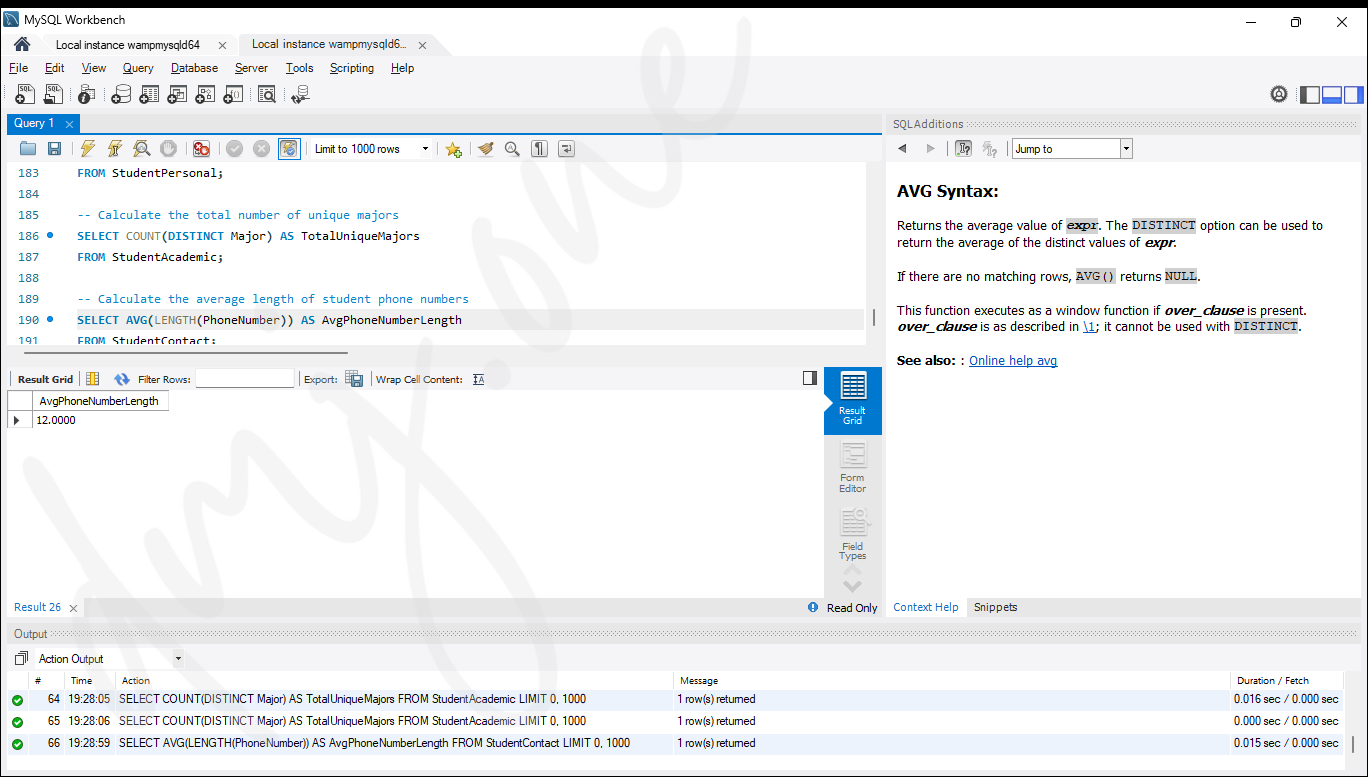 MySQL Workbench
Local instance wampmysqld64
Local instance wampmysqld6...
File Edit View Query Database Server Tools Scripting Help
Query 1
Limit to 1000 rows
183 FROM StudentPersonal;
184
185 -- Calculate the total number of unique majors
186 SELECT COUNT(DISTINCT Major) AS TotalUniqueMajors
187 FROM StudentAcademic;
188
189 -- Calculate the average length of student phone numbers
190 SELECT AVG(LENGTH(PhoneNumber)) AS AvgPhoneNumberLength
191 FROM StudentContact;
Result Grid Filter Rows: Export: Wrap Cell Content:
AvgPhoneNumberLength
12.0000
Result
Grid
Form
Editor
Field
Types
Result 26
Read Only
SQLAdditions
Jump to
AVG Syntax:
Returns the average value of expr. The DISTINCT option can be used to
return the average of the distinct values of expr.
If there are no matching rows, AVG() returns NULL.
This function executes as a window function if over_clause is present.
over_clause is as described in \1; it cannot be used with DISTINCT.
See also: : Online help avg
Context Help Snippets
Output
Action Output
# Time Action Message Duration / Fetch
64 19:28:05 SELECT COUNT(DISTINCT Major) AS TotalUniqueMajors FROM StudentAcademic LIMIT 0, 1000 1 row(s) returned 0.016 sec / 0.000 sec
65 19:28:06 SELECT COUNT(DISTINCT Major) AS TotalUniqueMajors FROM StudentAcademic LIMIT 0, 1000 1 row(s) returned 0.000 sec / 0.000 sec
66 19:28:59 SELECT AVG(LENGTH(PhoneNumber)) AS AvgPhoneNumberLength FROM StudentContact LIMIT 0, 1000 1 row(s) returned 0.015 sec / 0.000 sec